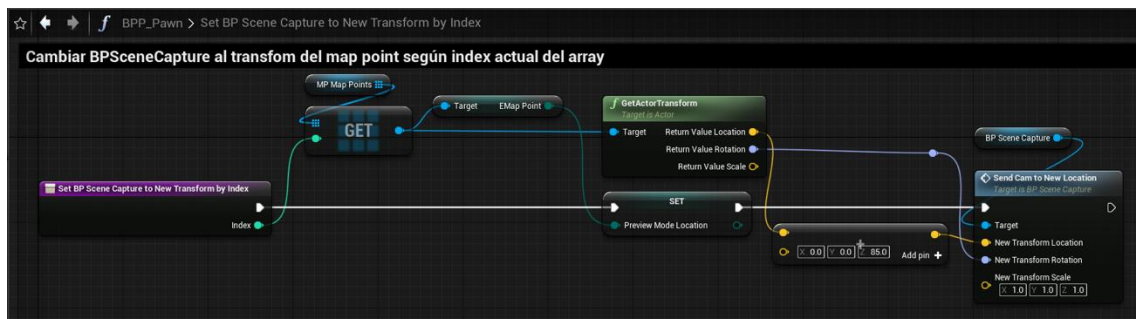 BPP_Pawn > Set BP Scene Capture to New Transform by Index
Cambiar BPSceneCapture al transfom del map point según index actual del array
MP Map Points
GET
Target EMap Point
f GetActorTransform
Target is Actor
Target Return Value Location
Return Value Rotation
Return Value Scale
BP Scene Capture
Set BP Scene Capture to New Transform by Index
Index
SET
Preview Mode Location
X 0.0 Y 0.0 Z 85.0 Add pin +
Send Cam to New Location
Target is BP Scene Capture
Target
New Transform Location
New Transform Rotation
New Transform Scale
X 1.0 Y 1.0 Z 1.0